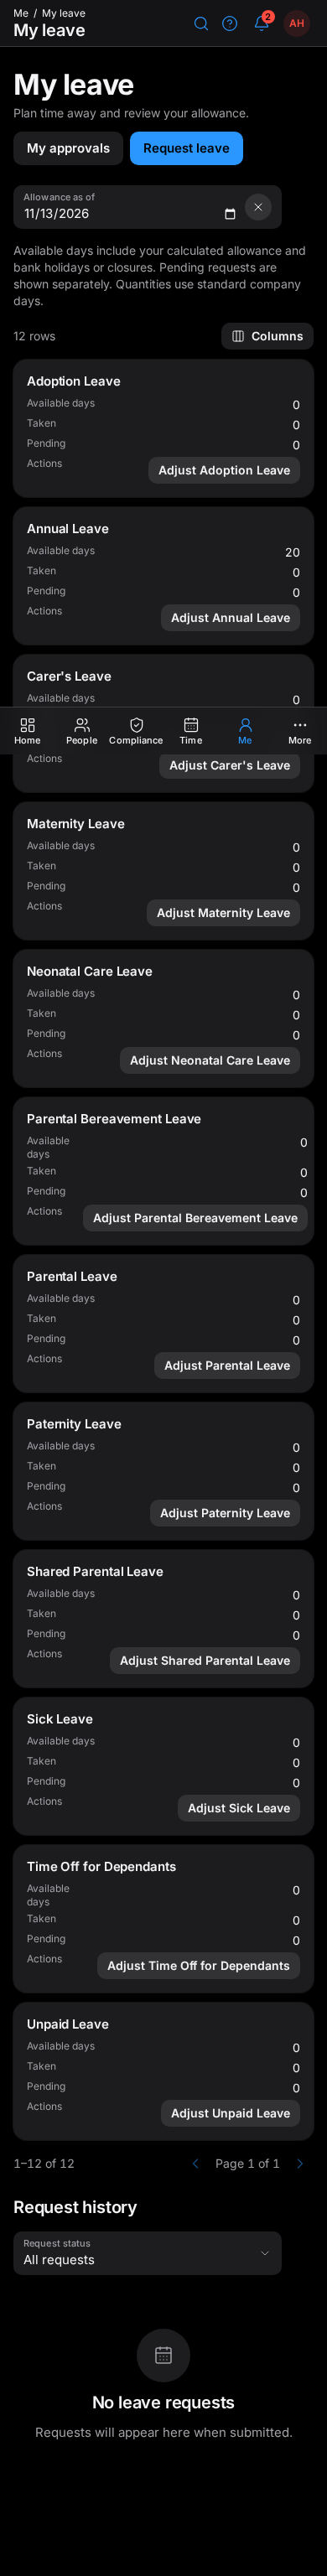 Me / My leave
My leave
2
AH
My leave
Plan time away and review your allowance.
My approvals
Request leave
Allowance as of
11/13/2026
Available days include your calculated allowance and
bank holidays or closures. Pending requests are
shown separately. Quantities use standard company
days.
12 rows
Columns
Adoption Leave
Available days 0
Taken 0
Pending 0
Actions Adjust Adoption Leave
Annual Leave
Available days 20
Taken 0
Pending 0
Actions Adjust Annual Leave
Carer's Leave
Available days 0
Home
People
Compliance
Time
Me
More
Actions Adjust Carer's Leave
Maternity Leave
Available days 0
Taken 0
Pending 0
Actions Adjust Maternity Leave
Neonatal Care Leave
Available days 0
Taken 0
Pending 0
Actions Adjust Neonatal Care Leave
Parental Bereavement Leave
Available 0
days
Taken 0
Pending 0
Actions Adjust Parental Bereavement Leave
Parental Leave
Available days 0
Taken 0
Pending 0
Actions Adjust Parental Leave
Paternity Leave
Available days 0
Taken 0
Pending 0
Actions Adjust Paternity Leave
Shared Parental Leave
Available days 0
Taken 0
Pending 0
Actions Adjust Shared Parental Leave
Sick Leave
Available days 0
Taken 0
Pending 0
Actions Adjust Sick Leave
Time Off for Dependants
Available 0
days
Taken 0
Pending 0
Actions Adjust Time Off for Dependants
Unpaid Leave
Available days 0
Taken 0
Pending 0
Actions Adjust Unpaid Leave
1–12 of 12
Page 1 of 1
Request history
Request status
All requests
No leave requests
Requests will appear here when submitted.